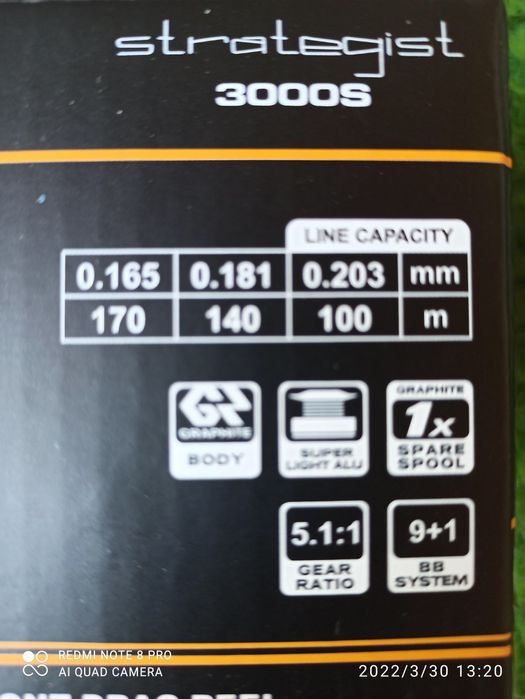 strategist
3000S
LINE CAPACITY
0.165 0.181 0.203 mm
170 140 100 m
GRAPHITE
BODY
SUPER
LIGHT ALU
GRAPHITE
1x
SPARE
SPOOL
5.1:1
GEAR
RATIO
9+1
BB
SYSTEM
REDMI NOTE 8 PRO
AI QUAD CAMERA
2022/3/30 13:20
DRAG REEL